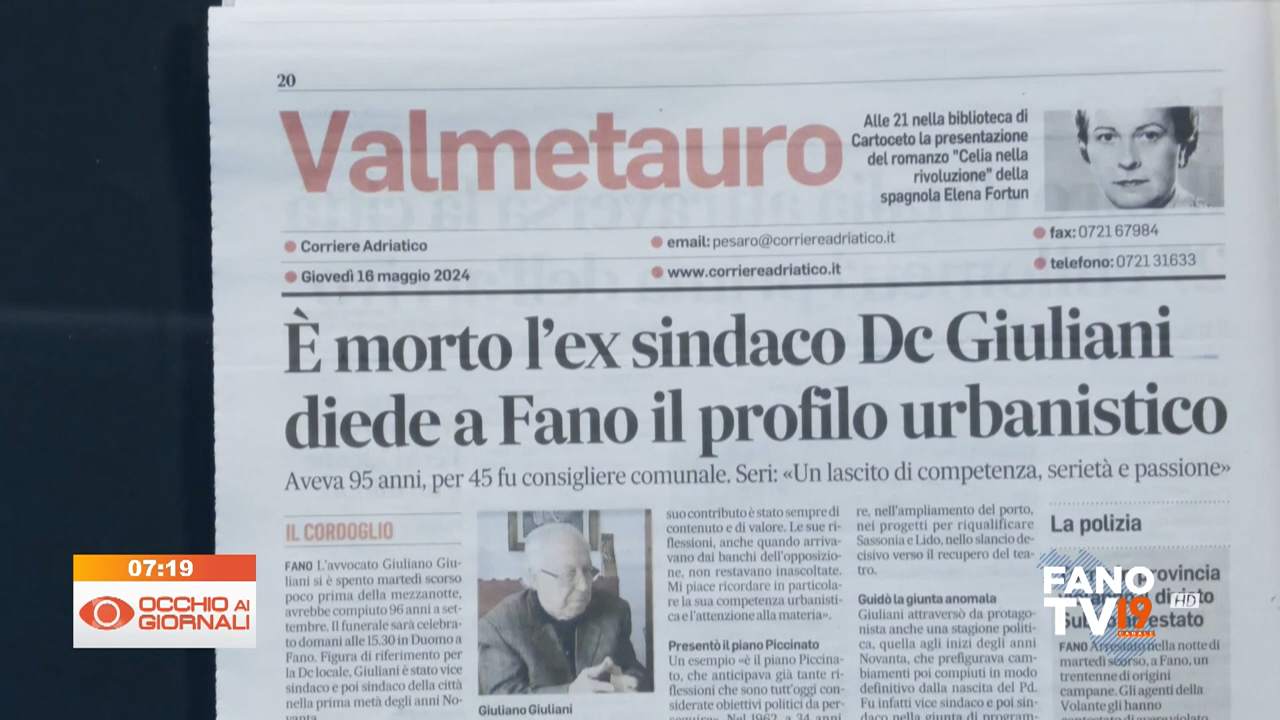 20
Valmetauro
Alle 21 nella biblioteca di
Cartoceto la presentazione
del romanzo "Celia nella
rivoluzione" della
spagnola Elena Fortun
Corriere Adriatico
email: pesaro@corriereadriatico.it
fax: 0721 67984
Giovedì 16 maggio 2024
www.corriereadriatico.it
telefono: 0721 31633
È morto l'ex sindaco Dc Giuliani
diede a Fano il profilo urbanistico
Aveva 95 anni, per 45 fu consigliere comunale. Seri: «Un lascito di competenza, serietà e passione»
IL CORDOGLIO
FANO L'avvocato Giuliano Giu-
liani si è spento martedì scorso
poco prima della mezzanotte,
avrebbe compiuto 96 anni a set-
tembre. Il funerale sarà celebra-
to domani alle 15.30 in Duomo a
Fano. Figura di riferimento per
la Dc locale, Giuliani è stato vice
sindaco e poi sindaco della città
nella prima metà degli anni No-
vanta.
Giuliano Giuliani
suo contributo è stato sempre di
contenuto e di valore. Le sue ri-
flessioni, anche quando arriva-
vano dai banchi dell'opposizio-
ne, non restavano inascoltate.
Mi piace ricordare in particola-
re la sua competenza urbanisti-
ca e l'attenzione alla materia».
Presentò il piano Piccinato
Un esempio «è il piano Piccina-
to, che anticipava già tante ri-
flessioni che sono tutt'oggi con-
siderate obiettivi politici da per-
Nel 1962, a 34 anni
re, nell'ampliamento del porto,
nei progetti per riqualificare
Sassonia e Lido, nello slancio de-
cisivo verso il recupero del tea-
tro.
Guidò la giunta anomala
Giuliani attraversò da protago-
nista anche una stagione politi-
ca, quella agli inizi degli anni
Novanta, che prefigurava cam-
biamenti poi compiuti in modo
definitivo dalla nascita del Pd.
Fu infatti vice sindaco e poi sin-
daco nella giunta di program-
La polizia
provincia
di
estato
FANO nella notte di
martedì scorso, a Fano, un
trentenne di origini
campane. Gli agenti della
Volante gli hanno
07:19
OCCHIO AI
GIORNALI
FANO
TV19
HD
CANALE